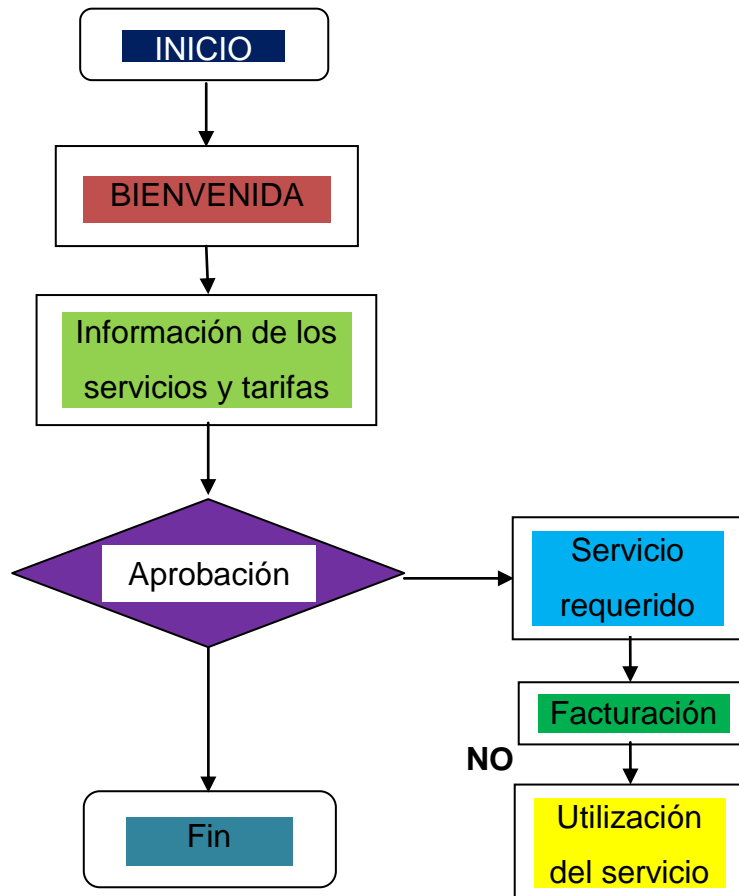 INICIO
BIENVENIDA
Información de los
servicios y tarifas
Aprobación
Servicio
requerido
Facturación
NO
Fin
Utilización
del servicio